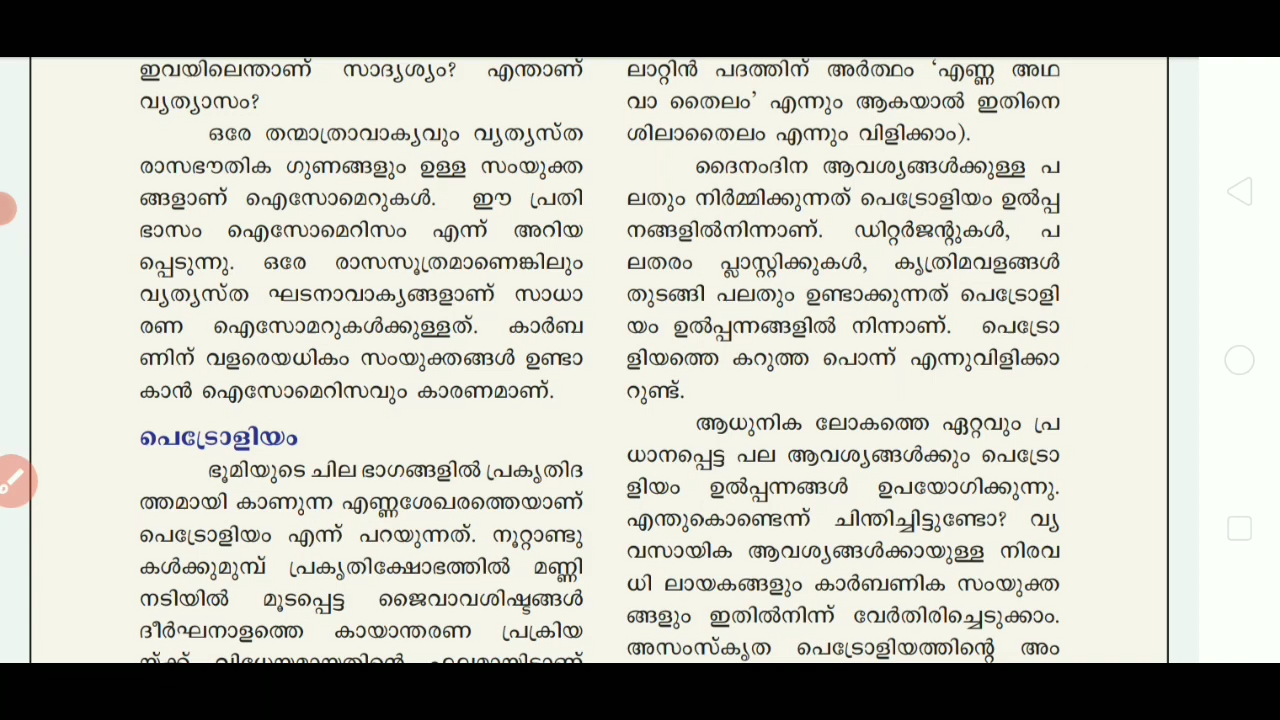 ഇവയിലെന്താണ് സാദൃശ്യം? എന്താണ്
വ്യത്യാസം?
ഒരേ തന്മാത്രാവാക്യവും വ്യത്യസ്ത
രാസഭൗതിക ഗുണങ്ങളും ഉള്ള സംയുക്ത
ങ്ങളാണ് ഐസോമെറുകൾ. ഈ പ്രതി
ഭാസം ഐസോമെറിസം എന്ന് അറിയ
പ്പെടുന്നു. ഒരേ രാസസൂത്രമാണെങ്കിലും
വ്യത്യസ്ത ഘടനാവാക്യങ്ങളാണ് സാധാ
രണ ഐസോമറുകൾക്കുള്ളത്. കാർബ
ണിന് വളരെയധികം സംയുക്തങ്ങൾ ഉണ്ടാ
കാൻ ഐസോമെറിസവും കാരണമാണ്.
പെട്രോളിയം
ഭൂമിയുടെ ചില ഭാഗങ്ങളിൽ പ്രകൃതിദ
ത്തമായി കാണുന്ന എണ്ണശേഖരത്തെയാണ്
പെട്രോളിയം എന്ന് പറയുന്നത്. നൂറ്റാണ്ടു
കൾക്കുമുമ്പ് പ്രകൃതിക്ഷോഭത്തിൽ മണ്ണി
നടിയിൽ മൂടപ്പെട്ട ജൈവാവശിഷ്ടങ്ങൾ
ദീർഘനാളത്തെ കായാന്തരണ പ്രക്രിയ
യ്ക്ക് വിധേയമായതിന്റെ ഫലമായിട്ടാണ്
ലാറ്റിൻ പദത്തിന് അർത്ഥം 'എണ്ണ അഥ
വാ തൈലം' എന്നും ആകയാൽ ഇതിനെ
ശിലാതൈലം എന്നും വിളിക്കാം).
ദൈനംദിന ആവശ്യങ്ങൾക്കുള്ള പ
ലതും നിർമ്മിക്കുന്നത് പെട്രോളിയം ഉൽപ്പ
നങ്ങളിൽനിന്നാണ്. ഡിറ്റർജന്റുകൾ, പ
ലതരം പ്ലാസ്റ്റിക്കുകൾ, കൃത്രിമവളങ്ങൾ
തുടങ്ങി പലതും ഉണ്ടാക്കുന്നത് പെട്രോളി
യം ഉൽപ്പന്നങ്ങളിൽ നിന്നാണ്. പെട്രോ
ളിയത്തെ കറുത്ത പൊന്ന് എന്നുവിളിക്കാ
റുണ്ട്.
ആധുനിക ലോകത്തെ ഏറ്റവും പ്ര
ധാനപ്പെട്ട പല ആവശ്യങ്ങൾക്കും പെട്രോ
ളിയം ഉൽപ്പന്നങ്ങൾ ഉപയോഗിക്കുന്നു.
എന്തുകൊണ്ടെന്ന് ചിന്തിച്ചിട്ടുണ്ടോ? വ്യ
വസായിക ആവശ്യങ്ങൾക്കായുള്ള നിരവ
ധി ലായകങ്ങളും കാർബണിക സംയുക്ത
ങ്ങളും ഇതിൽനിന്ന് വേർതിരിച്ചെടുക്കാം.
അസംസ്കൃത പെട്രോളിയത്തിന്റെ അം